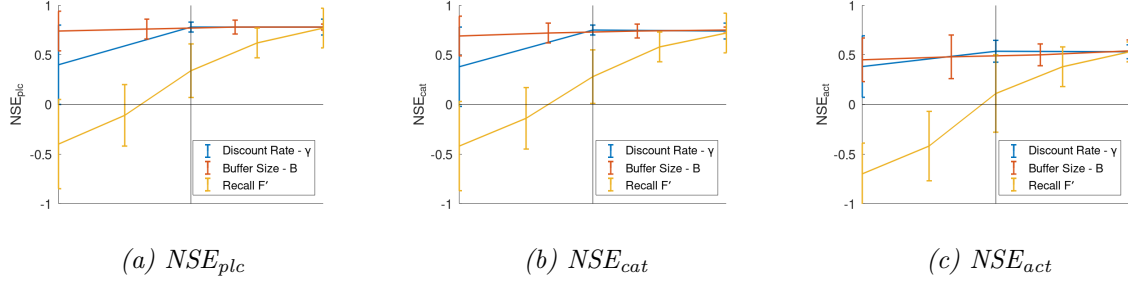 1
0.5
0
-0.5
-1
NSEplc
Discount Rate - γ
Buffer Size - B
Recall F′
(a) NSEplc
1
0.5
0
-0.5
-1
NSEcat
Discount Rate - γ
Buffer Size - B
Recall F′
(b) NSEcat
1
0.5
0
-0.5
-1
NSEact
Discount Rate - γ
Buffer Size - B
Recall F′
(c) NSEact